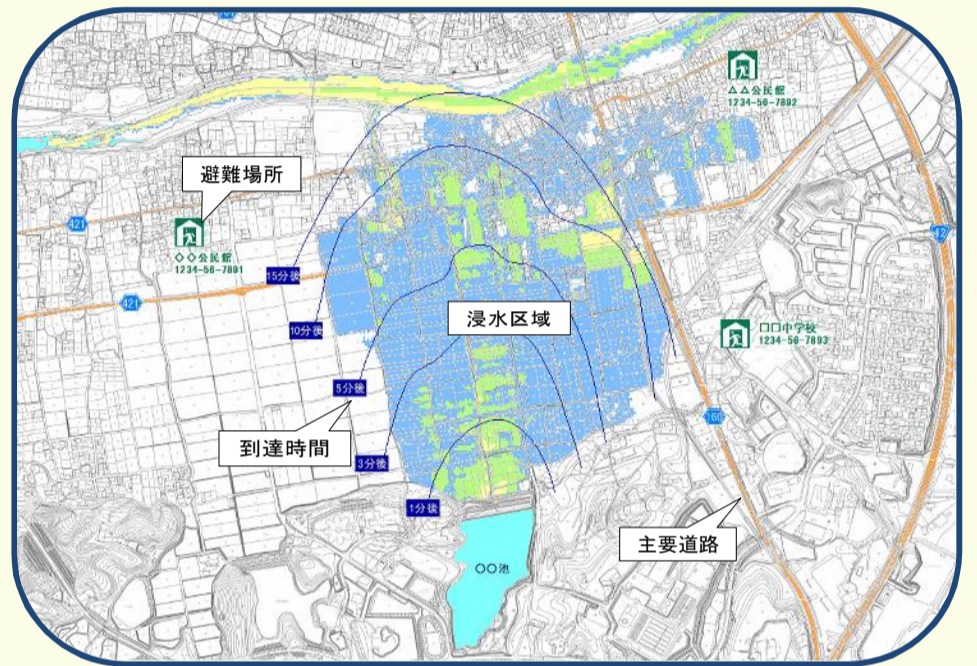 △△公民館
1234-56-7892
避難場所
421
◇◇公民館
1234-56-7891
15分後
421
浸水区域
10分後
□□中学校
1234-56-7893
5分後
160
到達時間
3分後
1分後
主要道路
○○池